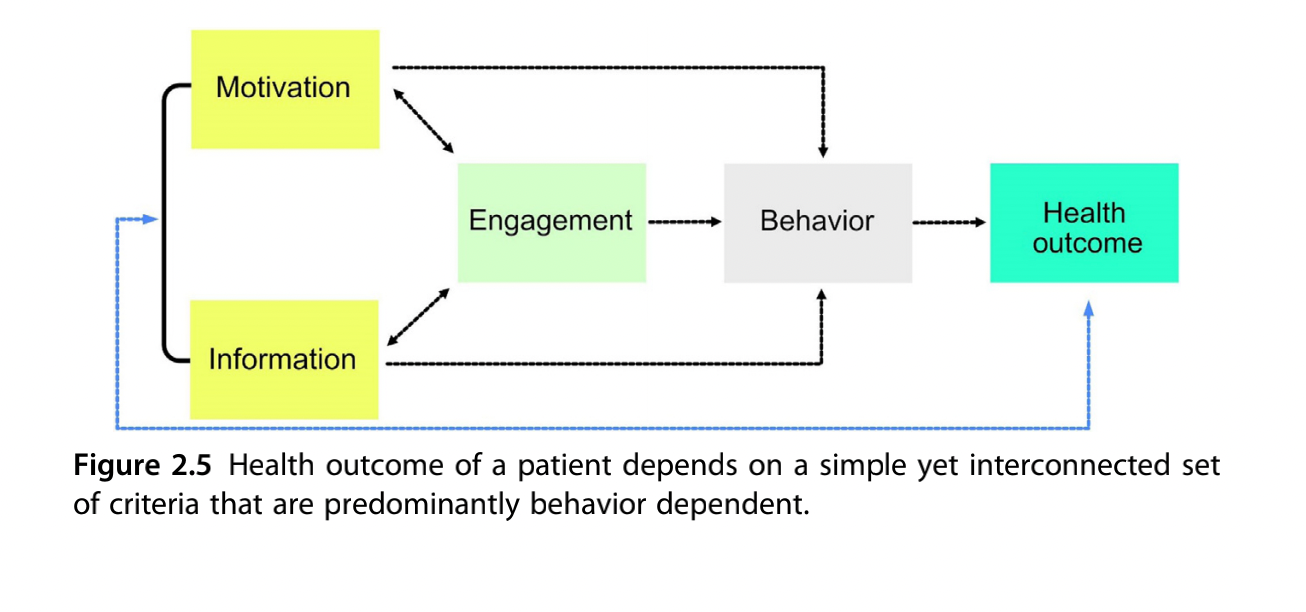 Motivation
Engagement
Behavior
Health
outcome
Information
Figure 2.5 Health outcome of a patient depends on a simple yet interconnected set
of criteria that are predominantly behavior dependent.